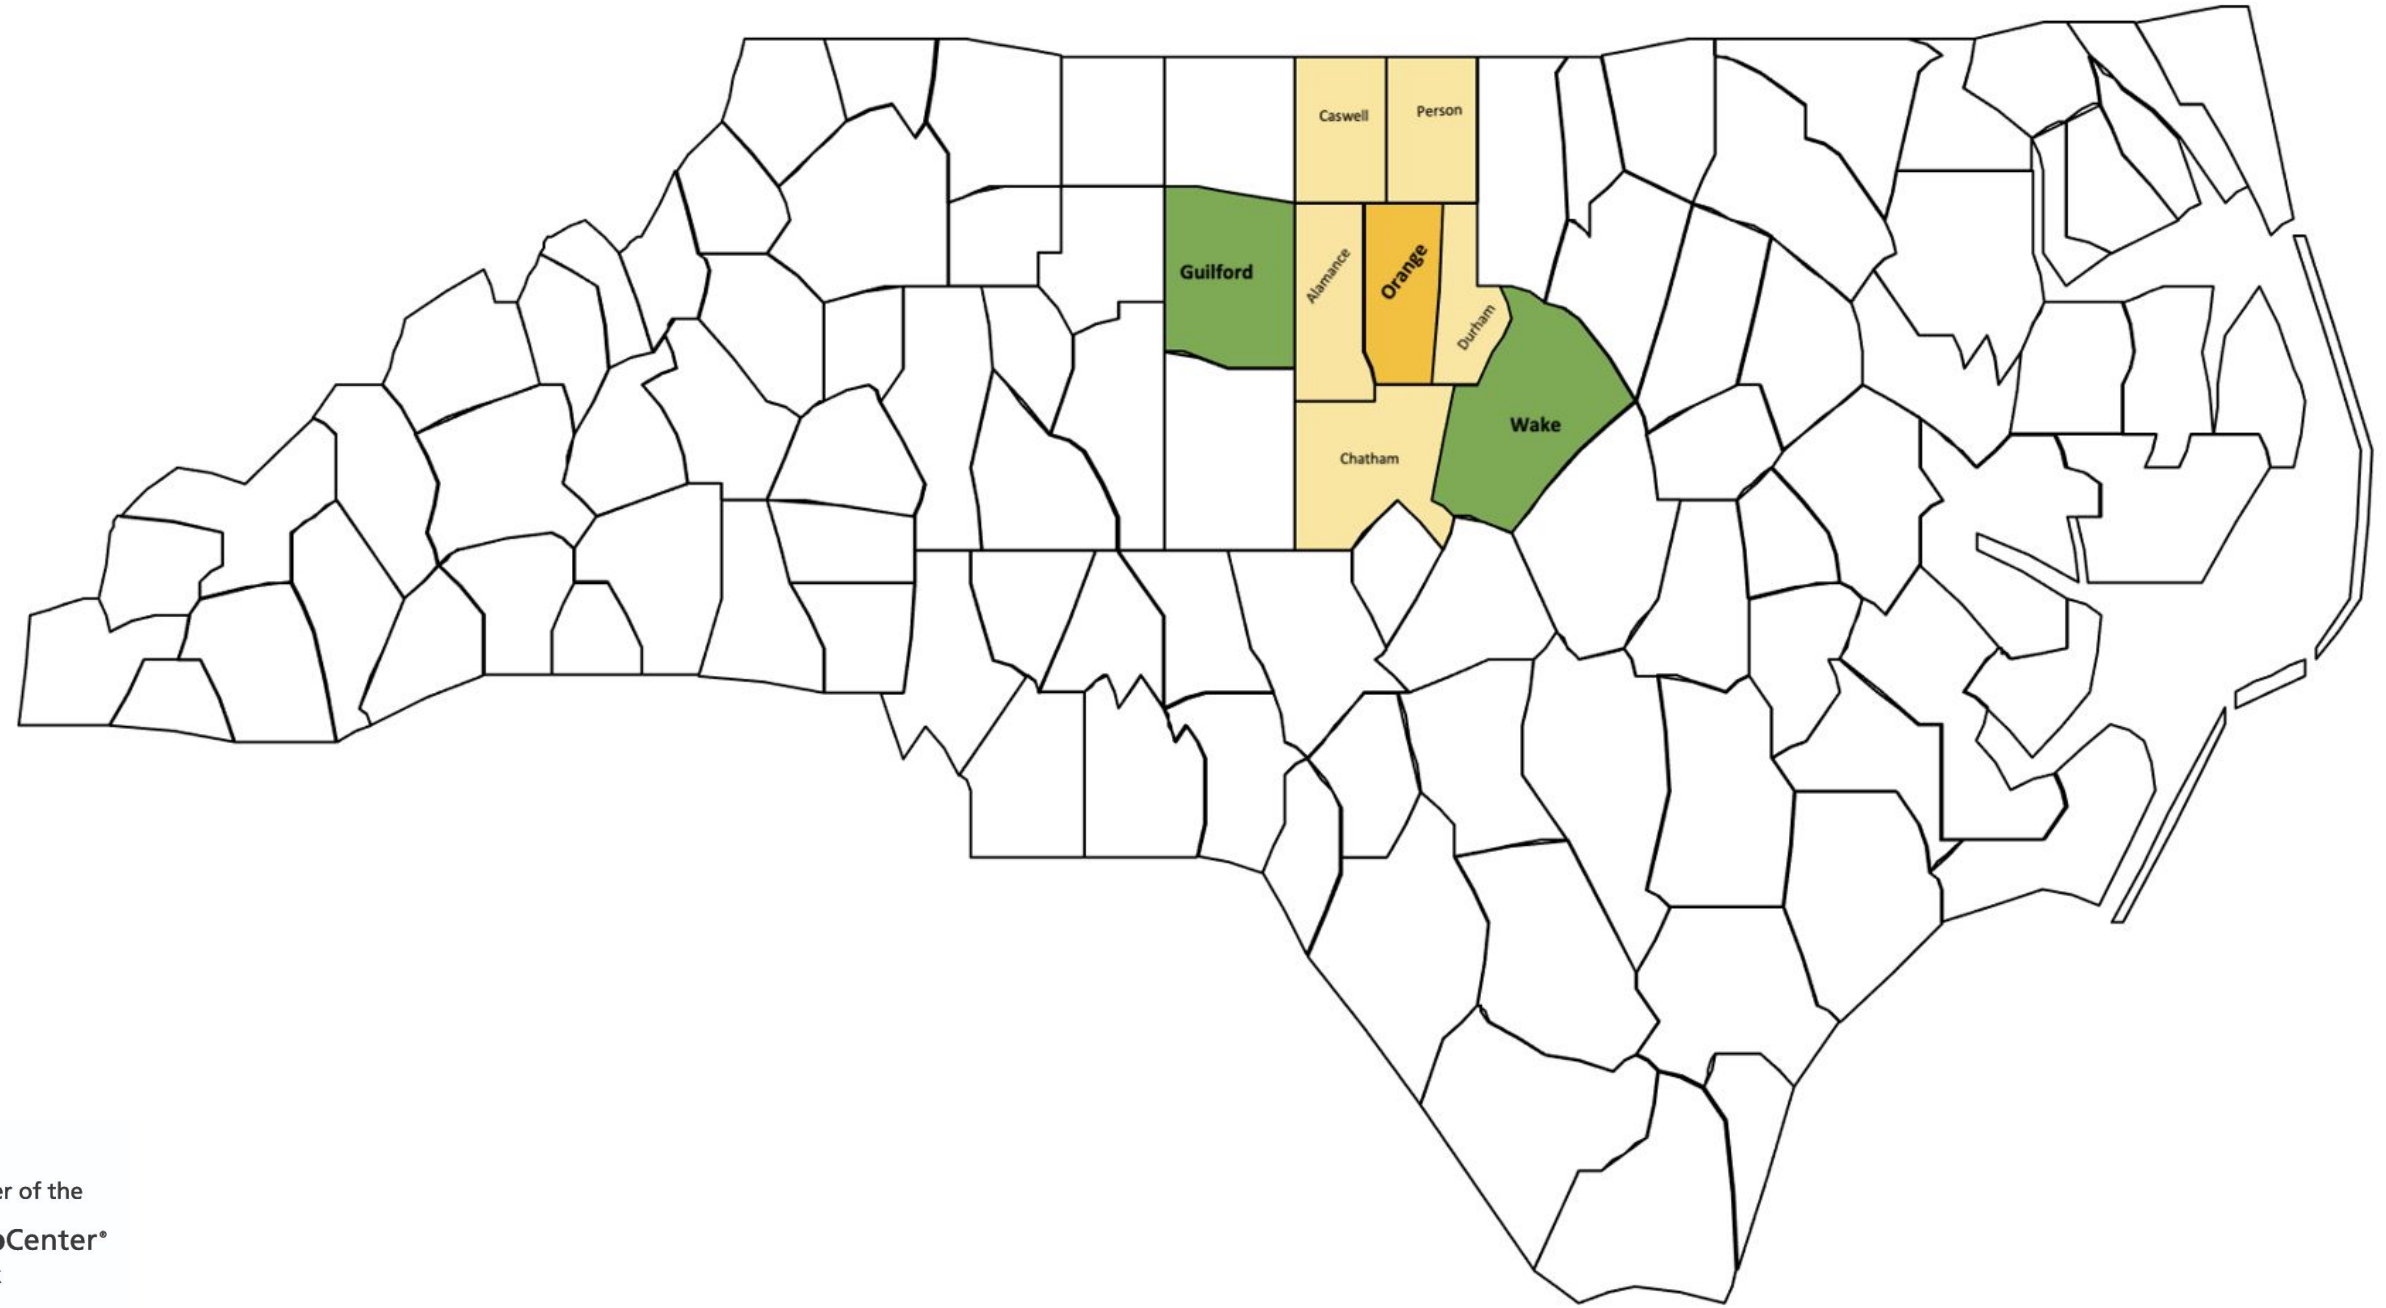 Caswell
Person
Guilford
Alamance
Orange
Durham
Wake
Chatham
er of the
Center®